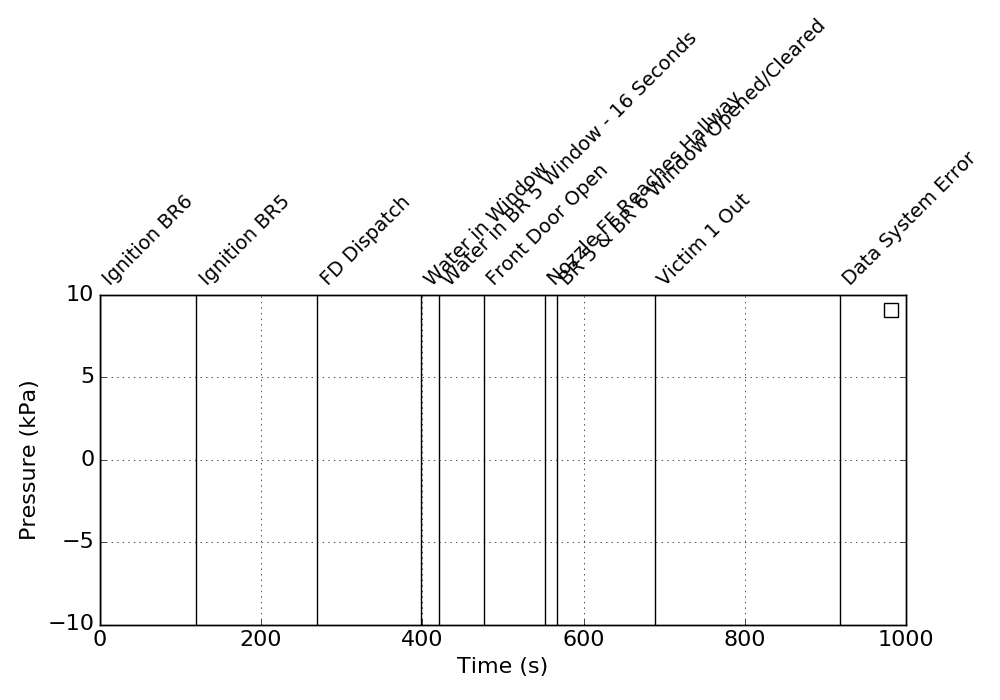 Ignition BR6
Ignition BR5
FD Dispatch
Water in Window
Water in BR 5 Window - 16 Seconds
Front Door Open
Nozzle FF Reaches Hallway
BR 5 & BR 6 Window Opened/Cleared
Victim 1 Out
Data System Error
10
5
0
−5
−10
Pressure (kPa)
0
200
400
600
800
1000
Time (s)